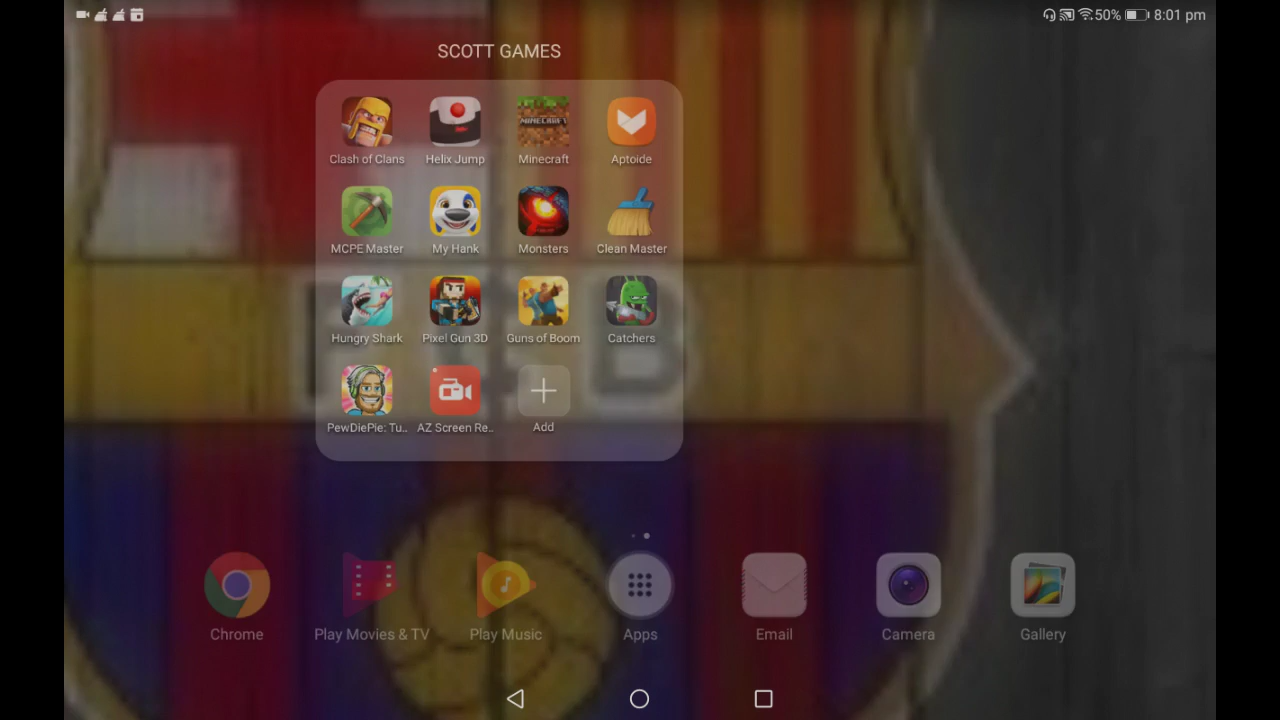 50% 8:01 pm
SCOTT GAMES
Clash of Clans Helix Jump Minecraft Aptoide
MINECRAFT
MCPE Master My Hank Monsters Clean Master
Hungry Shark Pixel Gun 3D Guns of Boom Catchers
PewDiePie: Tu.. AZ Screen Re.. Add
Chrome Play Movies & TV Play Music Apps Email Camera Gallery